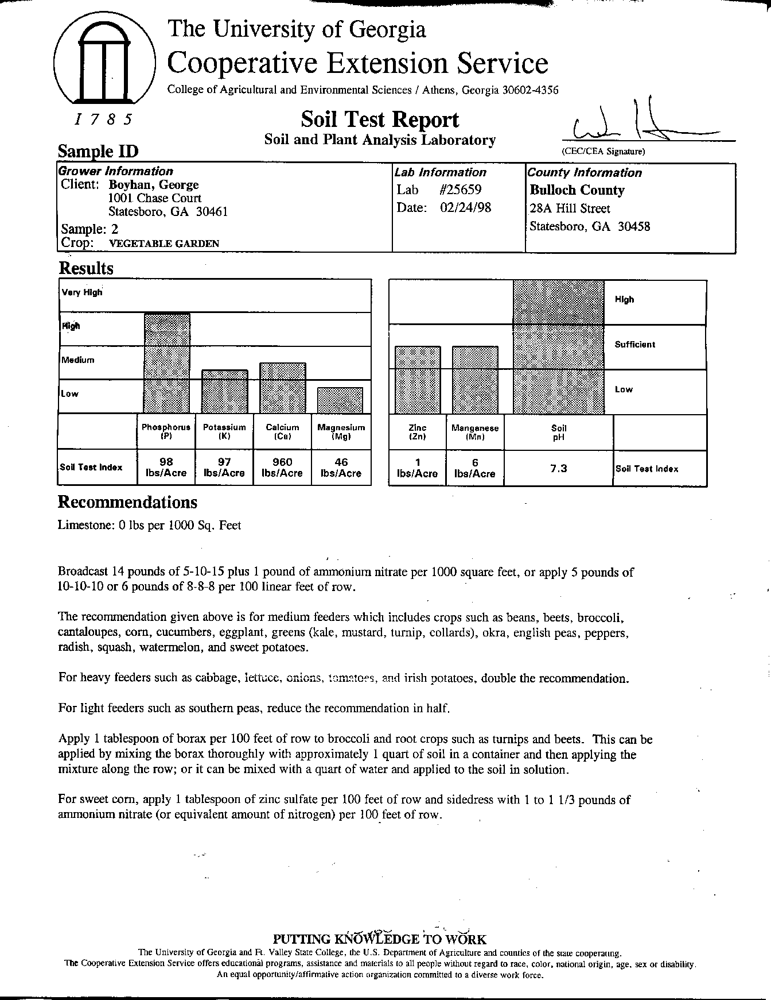 The University of Georgia
Cooperative Extension Service
College of Agricultural and Environmental Sciences / Athens, Georgia 30602-4356
1785
Soil Test Report
Soil and Plant Analysis Laboratory
(CEC/CEA Signature)
Sample ID
Grower Information
Client: Boyhan, George
1001 Chase Court
Statesboro, GA 30461
Sample: 2
Crop: VEGETABLE GARDEN
Lab Information
Lab #25659
Date: 02/24/98
County Information
Bulloch County
28A Hill Street
Statesboro, GA 30458
Results
Very High
High
Medium
Low
Phosphorus (P) Potassium (K) Calcium (Ca) Magnesium (Mg)
Soil Test Index 98 lbs/Acre 97 lbs/Acre 960 lbs/Acre 46 lbs/Acre
High
Sufficient
Low
Zinc (Zn) Manganese (Mn) Soil pH
1 lbs/Acre 6 lbs/Acre 7.3 Soil Test Index
Recommendations
Limestone: 0 lbs per 1000 Sq. Feet
Broadcast 14 pounds of 5-10-15 plus 1 pound of ammonium nitrate per 1000 square feet, or apply 5 pounds of
10-10-10 or 6 pounds of 8-8-8 per 100 linear feet of row.
The recommendation given above is for medium feeders which includes crops such as beans, beets, broccoli,
cantaloupes, corn, cucumbers, eggplant, greens (kale, mustard, turnip, collards), okra, english peas, peppers,
radish, squash, watermelon, and sweet potatoes.
For heavy feeders such as cabbage, lettuce, onions, tomatoes, and irish potatoes, double the recommendation.
For light feeders such as southern peas, reduce the recommendation in half.
Apply 1 tablespoon of borax per 100 feet of row to broccoli and root crops such as turnips and beets. This can be
applied by mixing the borax thoroughly with approximately 1 quart of soil in a container and then applying the
mixture along the row; or it can be mixed with a quart of water and applied to the soil in solution.
For sweet corn, apply 1 tablespoon of zinc sulfate per 100 feet of row and sidedress with 1 to 1 1/3 pounds of
ammonium nitrate (or equivalent amount of nitrogen) per 100 feet of row.
PUTTING KNOWLEDGE TO WORK
The University of Georgia and Ft. Valley State College, the U.S. Department of Agriculture and counties of the state cooperating.
The Cooperative Extension Service offers educational programs, assistance and materials to all people without regard to race, color, national origin, age, sex or disability.
An equal opportunity/affirmative action organization committed to a diverse work force.